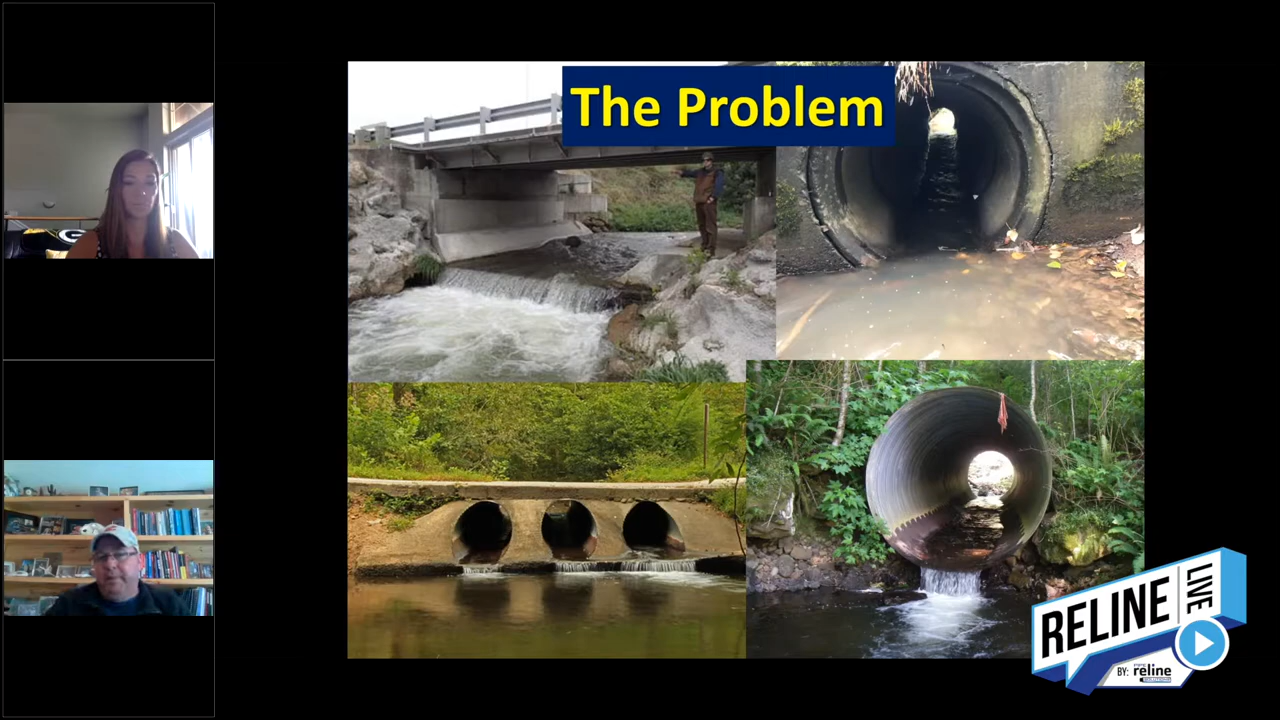 The Problem
RELINE
LIVE
BY:
reline